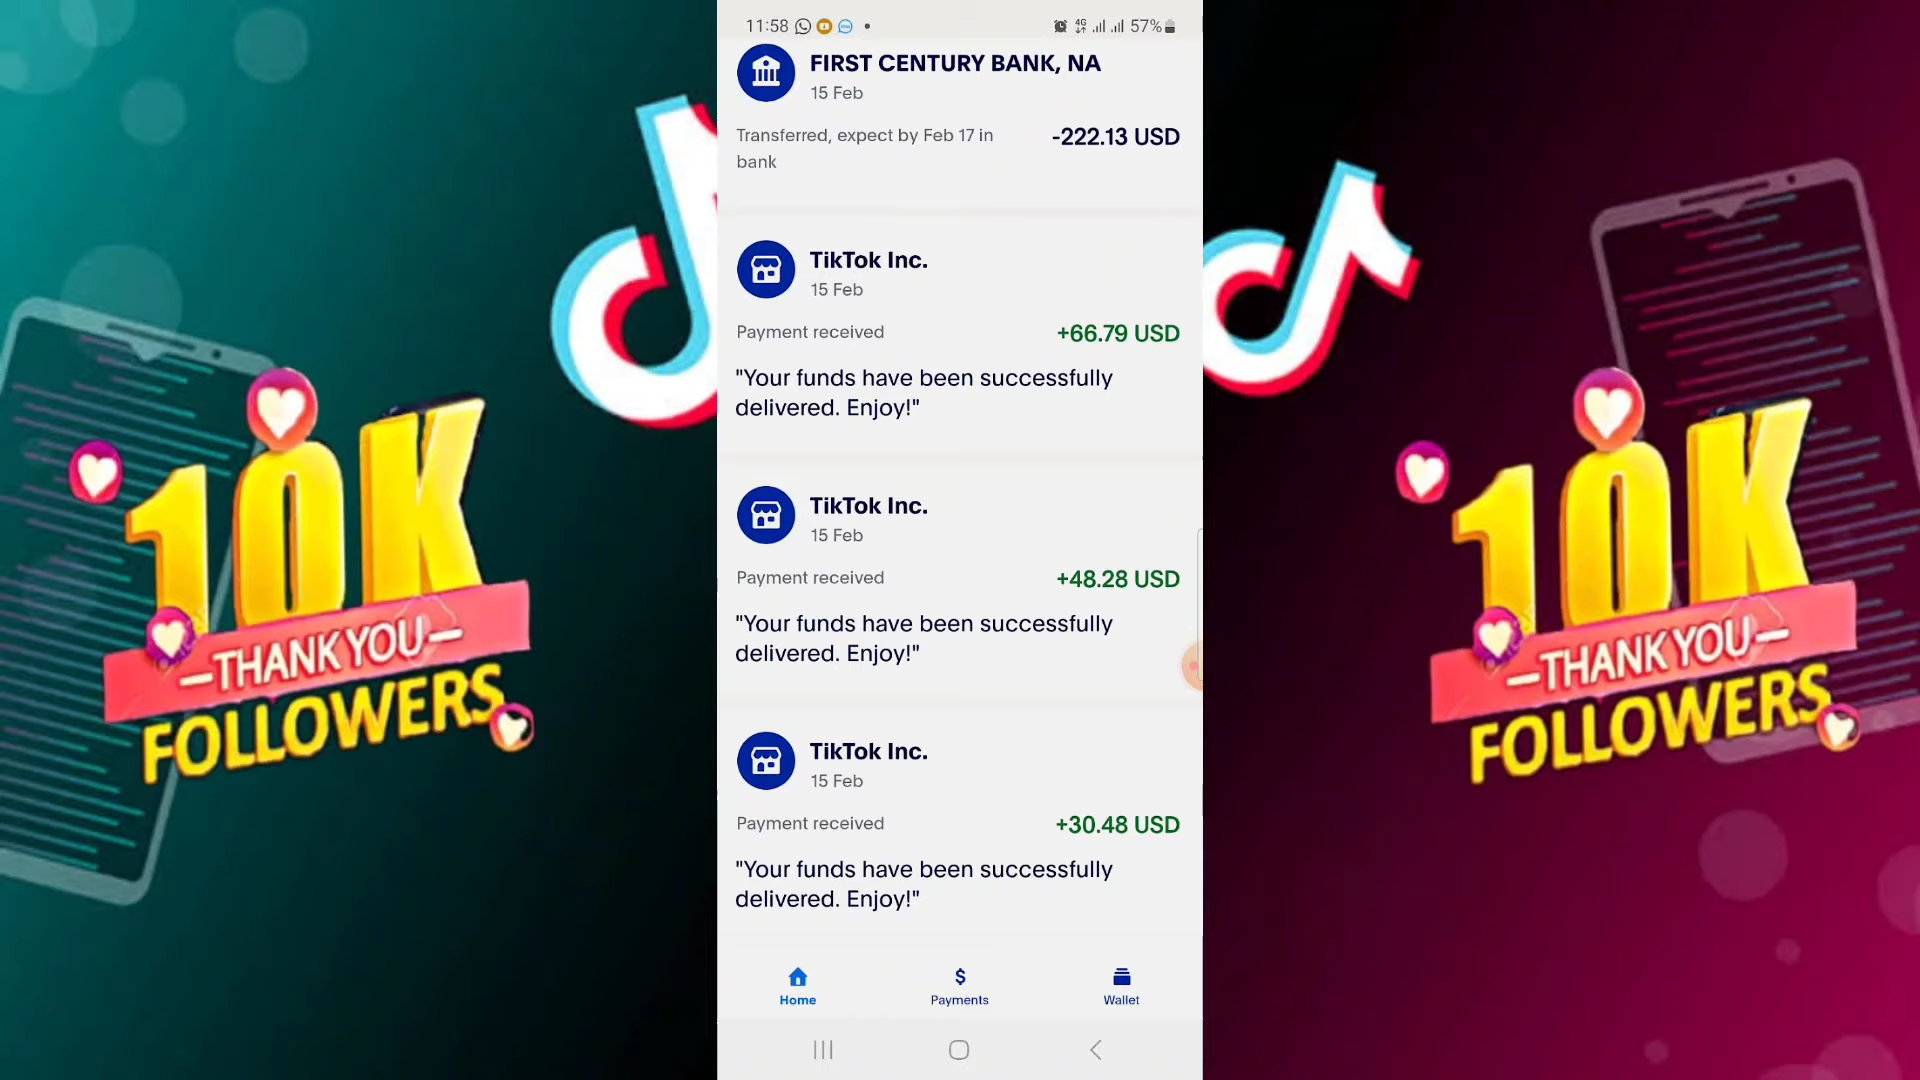 11:58
4G
57%
FIRST CENTURY BANK, NA
15 Feb
Transferred, expect by Feb 17 in
bank
-222.13 USD
TikTok Inc.
15 Feb
Payment received
+66.79 USD
"Your funds have been successfully
delivered. Enjoy!"
TikTok Inc.
15 Feb
Payment received
+48.28 USD
"Your funds have been successfully
delivered. Enjoy!"
TikTok Inc.
15 Feb
Payment received
+30.48 USD
"Your funds have been successfully
delivered. Enjoy!"
Home
Payments
Wallet
10K
THANK YOU
FOLLOWERS
10K
THANK YOU
FOLLOWERS